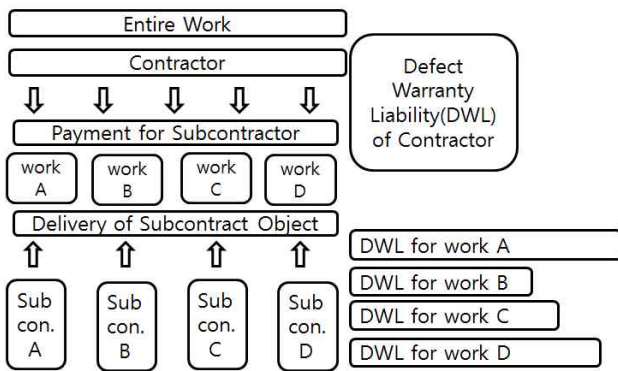 Entire Work
Contractor
Defect
Warranty
Liability(DWL)
of Contractor
Payment for Subcontractor
work
A
work
B
work
C
work
D
Delivery of Subcontract Object
Sub
con.
A
Sub
con.
B
Sub
con.
C
Sub
con.
D
DWL for work A
DWL for work B
DWL for work C
DWL for work D